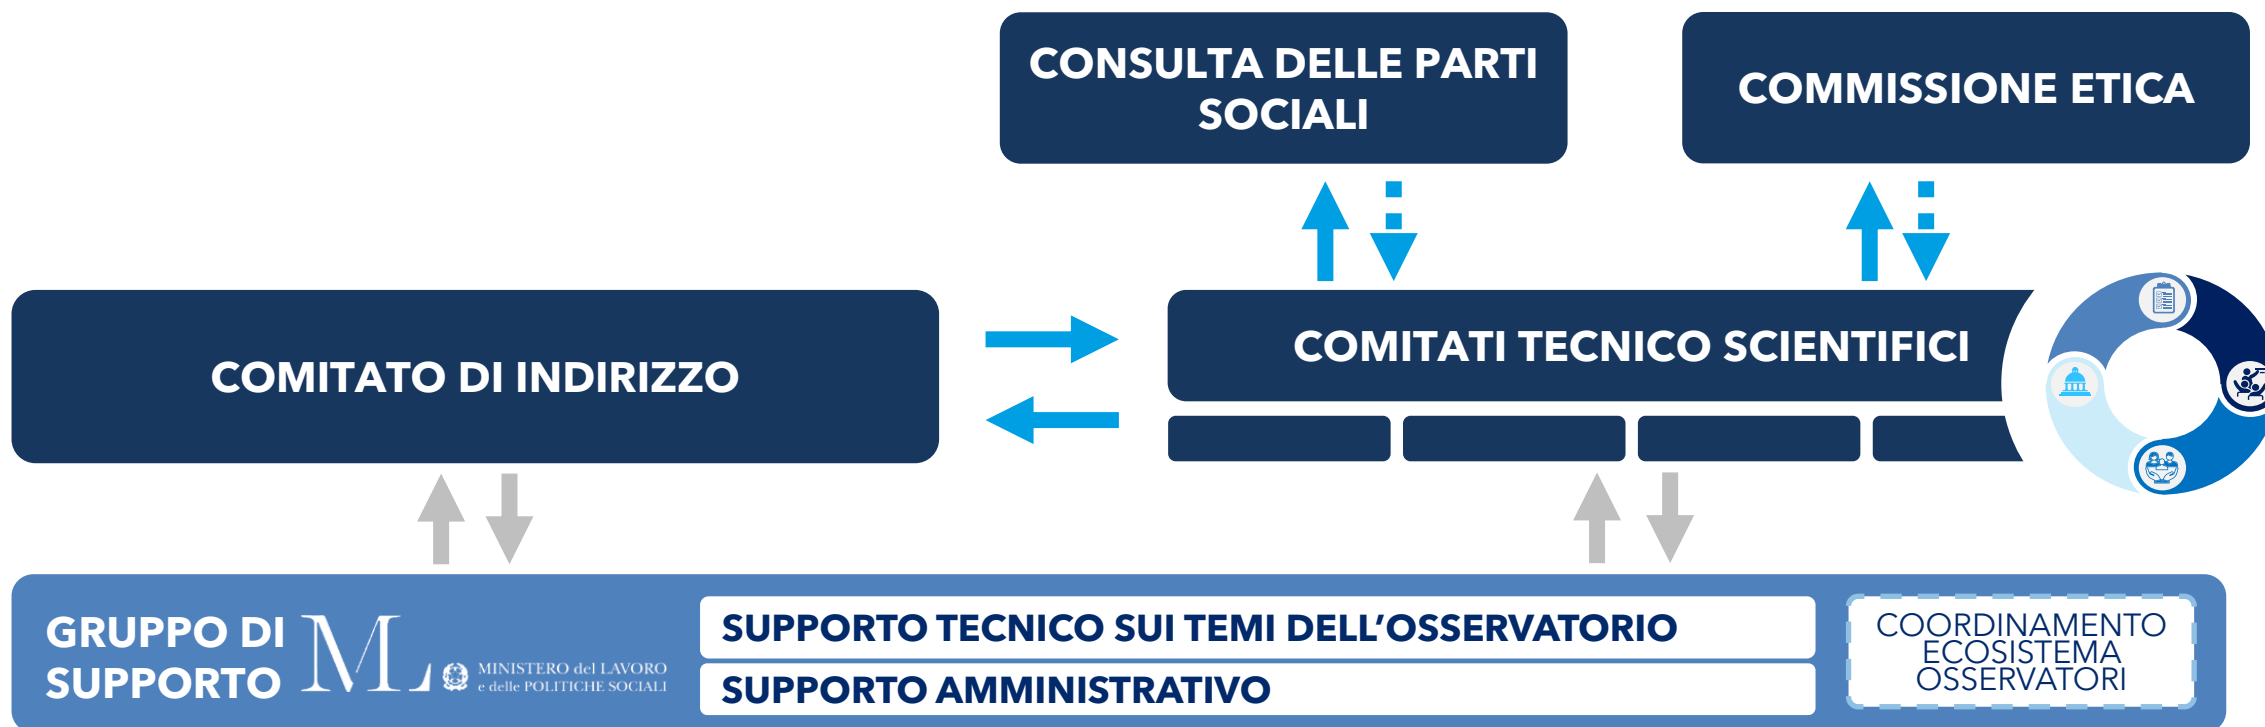 CONSULTA DELLE PARTI
SOCIALI
COMMISSIONE ETICA
COMITATO DI INDIRIZZO
COMITATI TECNICO SCIENTIFICI
GRUPPO DI
SUPPORTO
ML
MINISTERO del LAVORO
e delle POLITICHE SOCIALI
SUPPORTO TECNICO SUI TEMI DELL’OSSERVATORIO
SUPPORTO AMMINISTRATIVO
COORDINAMENTO
ECOSISTEMA
OSSERVATORI